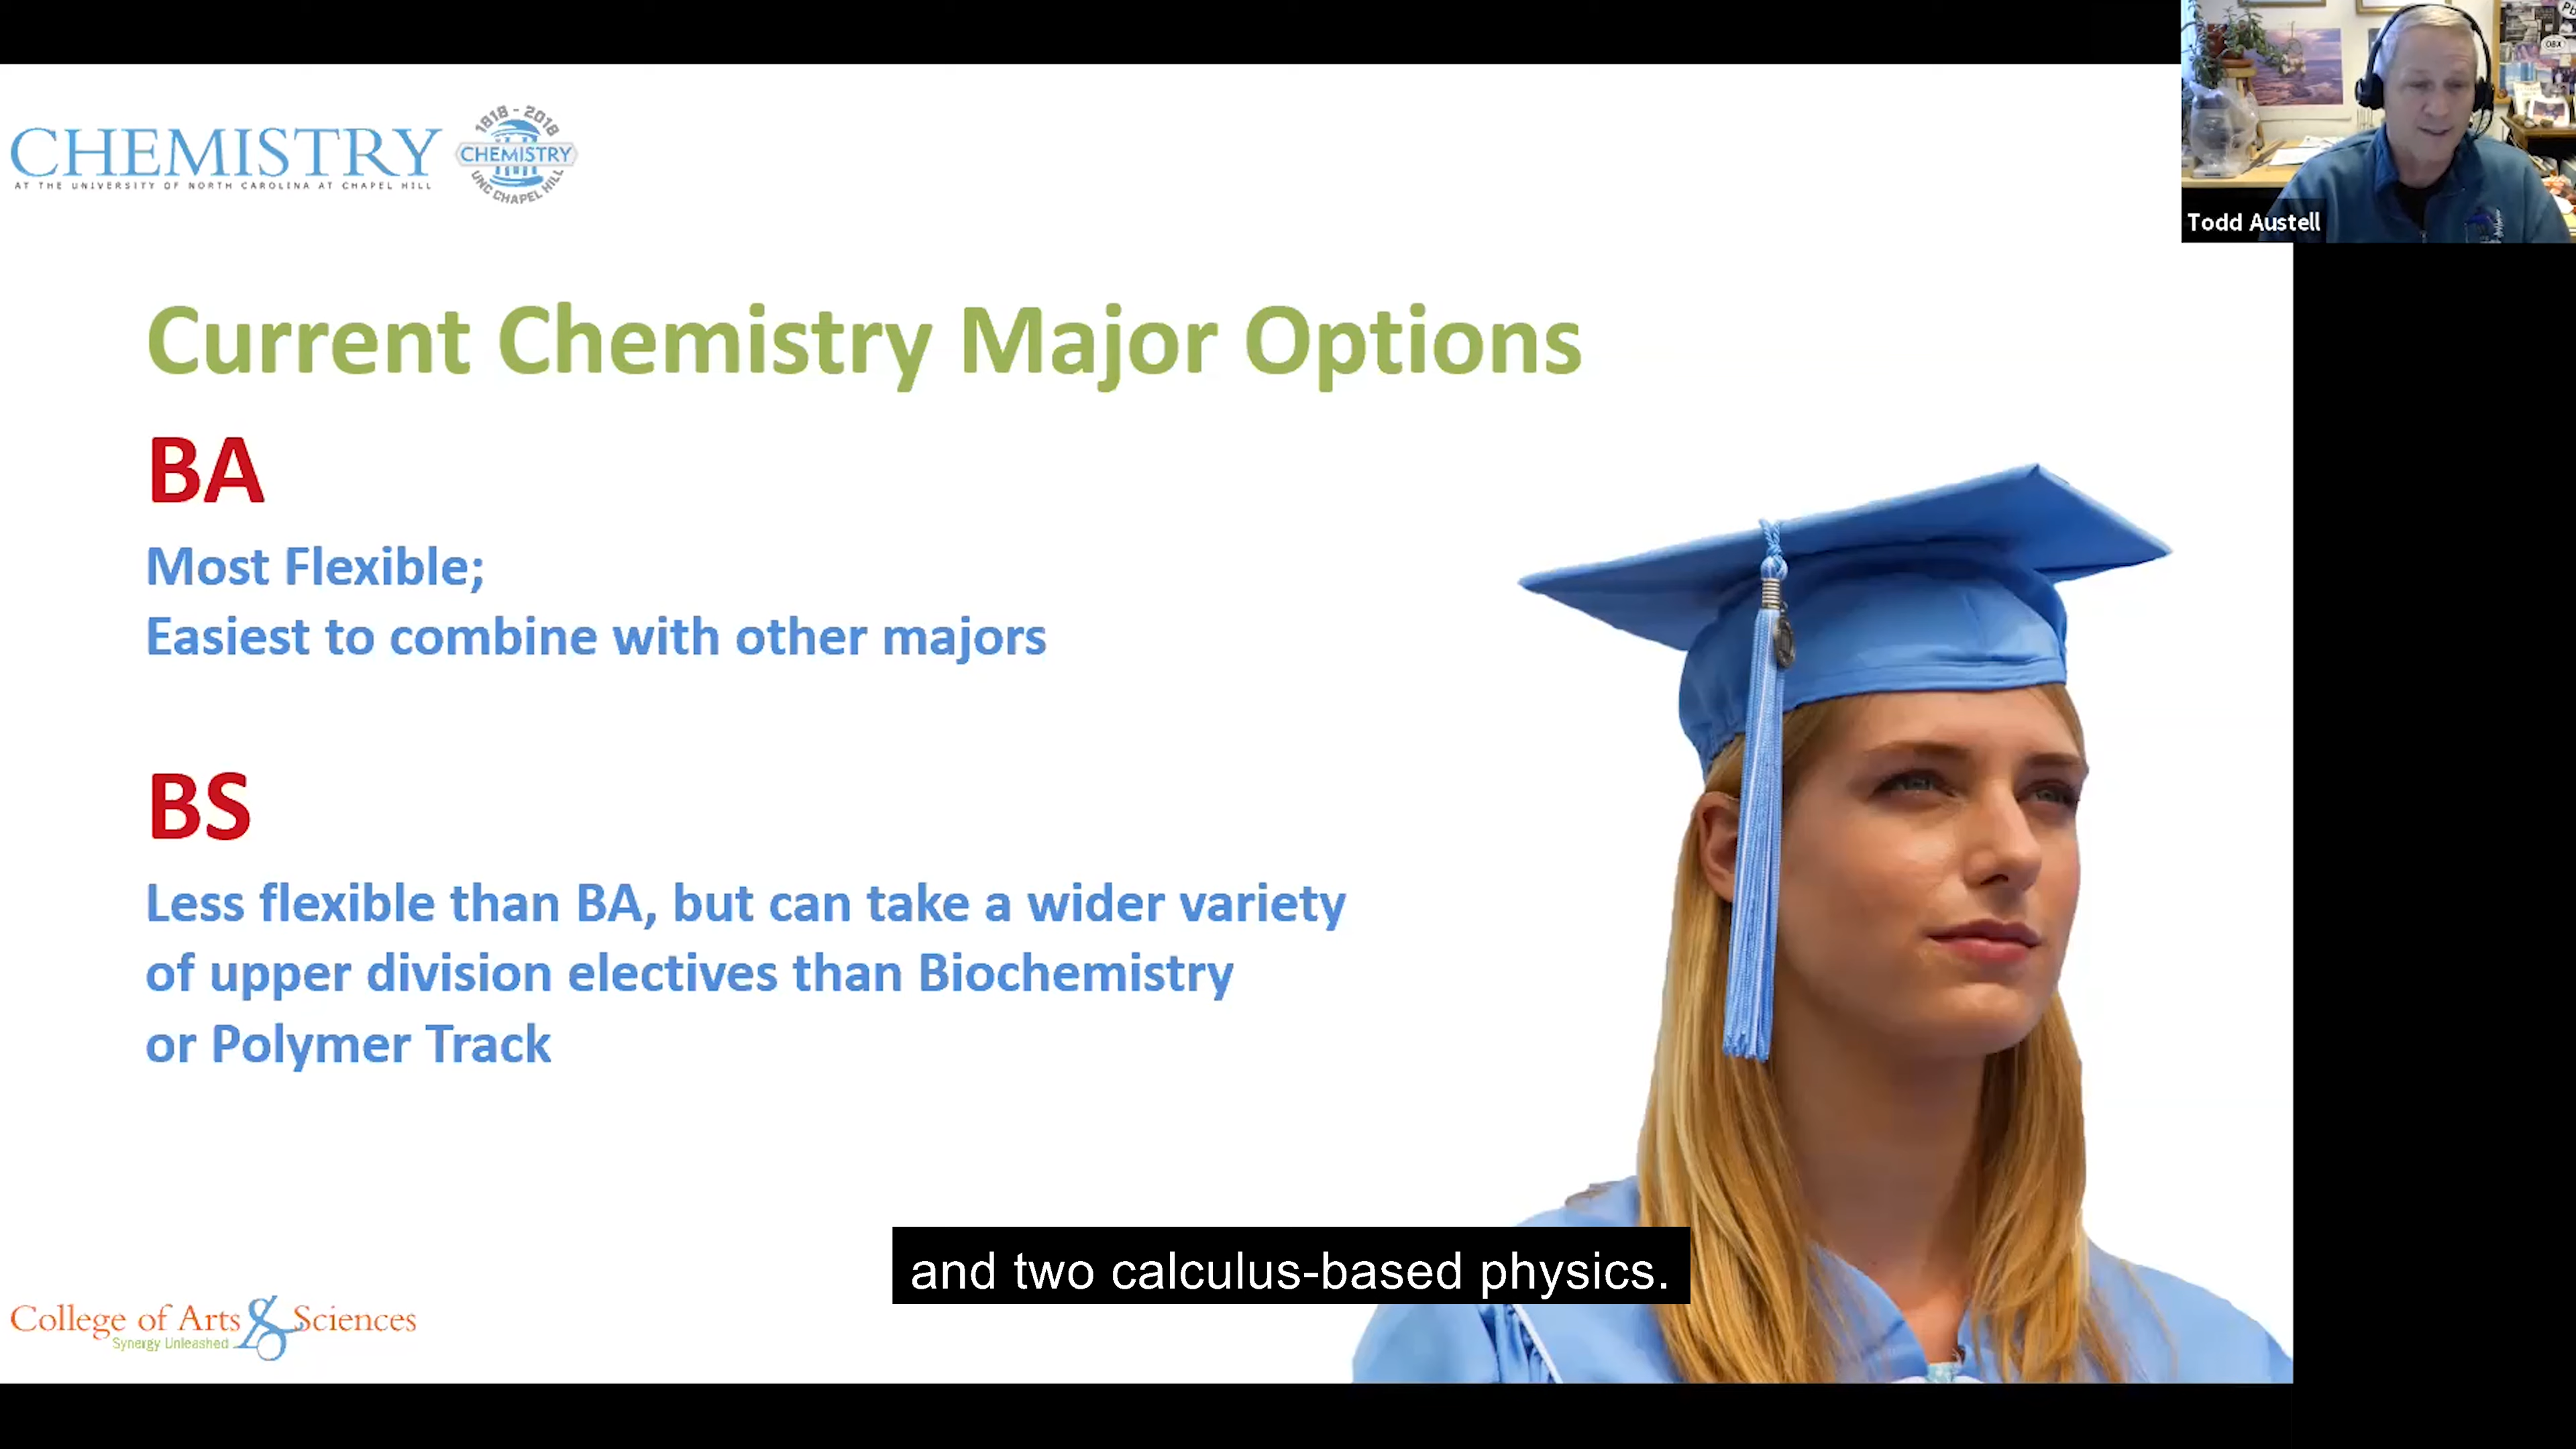 CHEMISTRY
AT THE UNIVERSITY OF NORTH CAROLINA AT CHAPEL HILL
1818 - 2018
CHEMISTRY
UNC CHAPEL HILL
OBX
Pb
Todd Austell
Current Chemistry Major Options
BA
Most Flexible;
Easiest to combine with other majors
BS
Less flexible than BA, but can take a wider variety
of upper division electives than Biochemistry
or Polymer Track
and two calculus-based physics.
College of Arts & Sciences
Synergy Unleashed